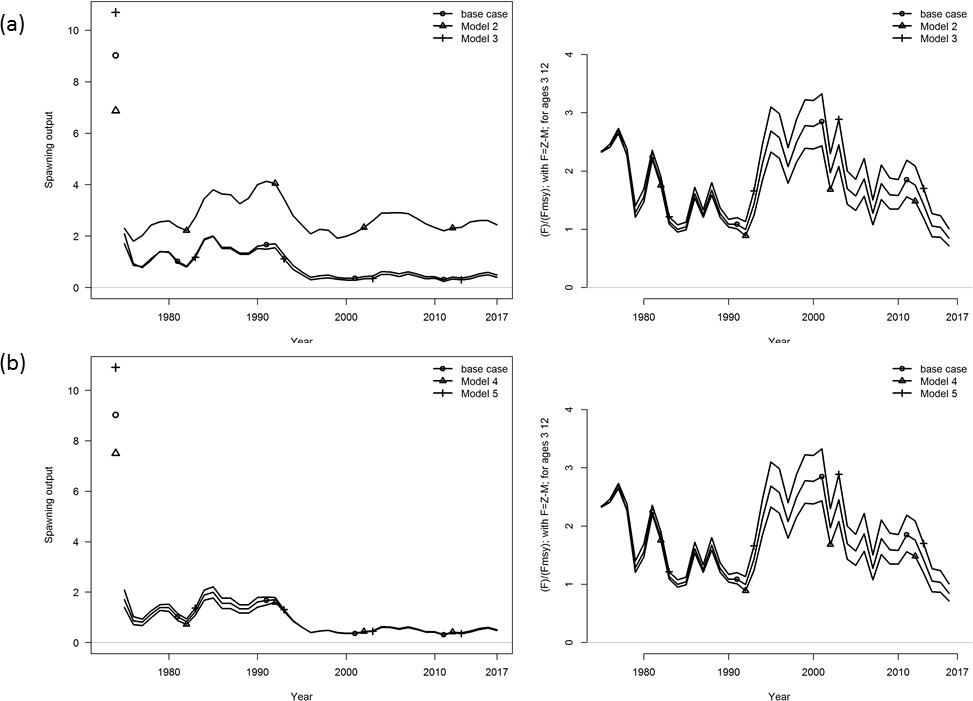 (a)
base case
Model 2
Model 3
Spawning output
10
8
6
4
2
0
1980 1990 2000 2010 2017
Year
base case
Model 2
Model 3
(F)/(Fmsy); with F=Z-M; for ages 3 12
4
3
2
1
0
1980 1990 2000 2010 2017
Year
(b)
base case
Model 4
Model 5
Spawning output
10
8
6
4
2
0
1980 1990 2000 2010 2017
Year
base case
Model 4
Model 5
(F)/(Fmsy); with F=Z-M; for ages 3 12
4
3
2
1
0
1980 1990 2000 2010 2017
Year